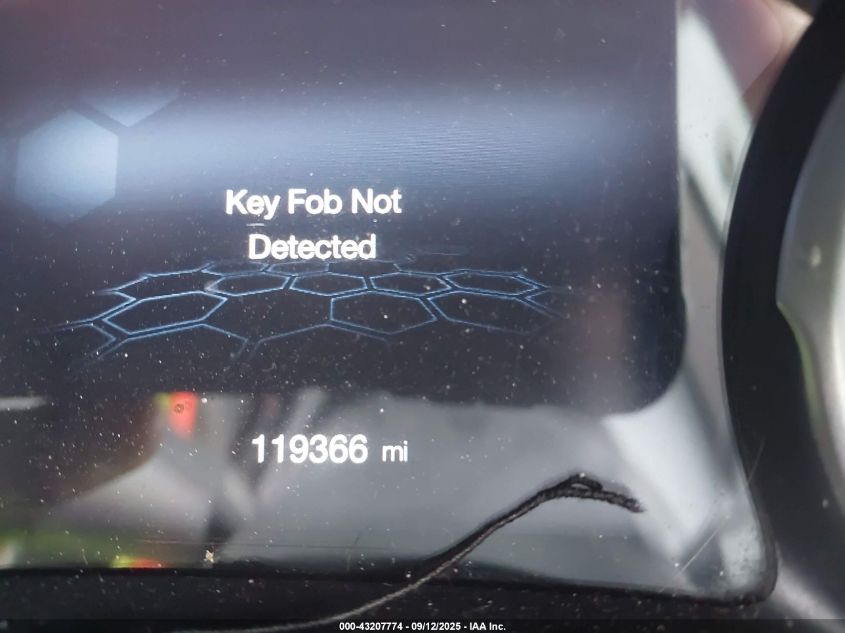 Key Fob Not
Detected
119366 mi
000-43207774 - 09/12/2025 - IAA Inc.